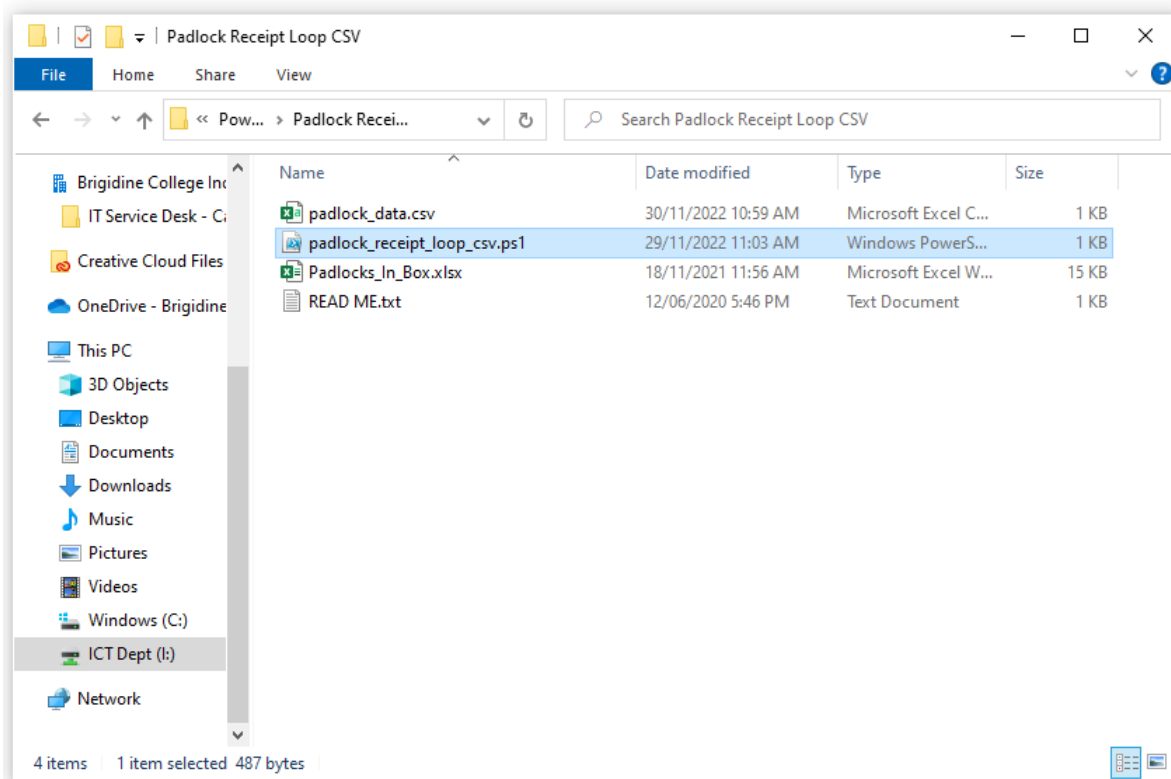 Padlock Receipt Loop CSV
File Home Share View
« Pow... › Padlock Recei... Search Padlock Receipt Loop CSV
Name Date modified Type Size
Brigidine College Inc
IT Service Desk - Ca
Creative Cloud Files
OneDrive - Brigidine
This PC
3D Objects
Desktop
Documents
Downloads
Music
Pictures
Videos
Windows (C:)
ICT Dept (I:)
Network
padlock_data.csv 30/11/2022 10:59 AM Microsoft Excel C... 1 KB
padlock_receipt_loop_csv.ps1 29/11/2022 11:03 AM Windows PowerS... 1 KB
Padlocks_In_Box.xlsx 18/11/2021 11:56 AM Microsoft Excel W... 15 KB
READ ME.txt 12/06/2020 5:46 PM Text Document 1 KB
4 items 1 item selected 487 bytes